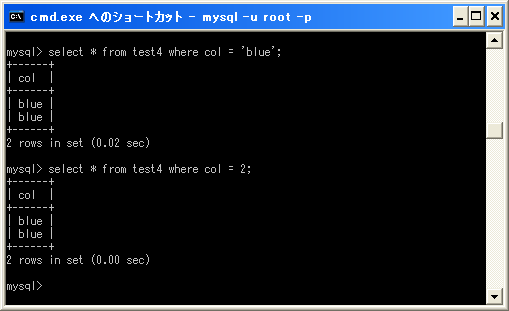 cmd.exe へのショートカット - mysql -u root -p
mysql> select * from test4 where col = 'blue';
+------+
| col  |
+------+
| blue |
| blue |
+------+
2 rows in set (0.02 sec)
mysql> select * from test4 where col = 2;
+------+
| col  |
+------+
| blue |
| blue |
+------+
2 rows in set (0.00 sec)
mysql>